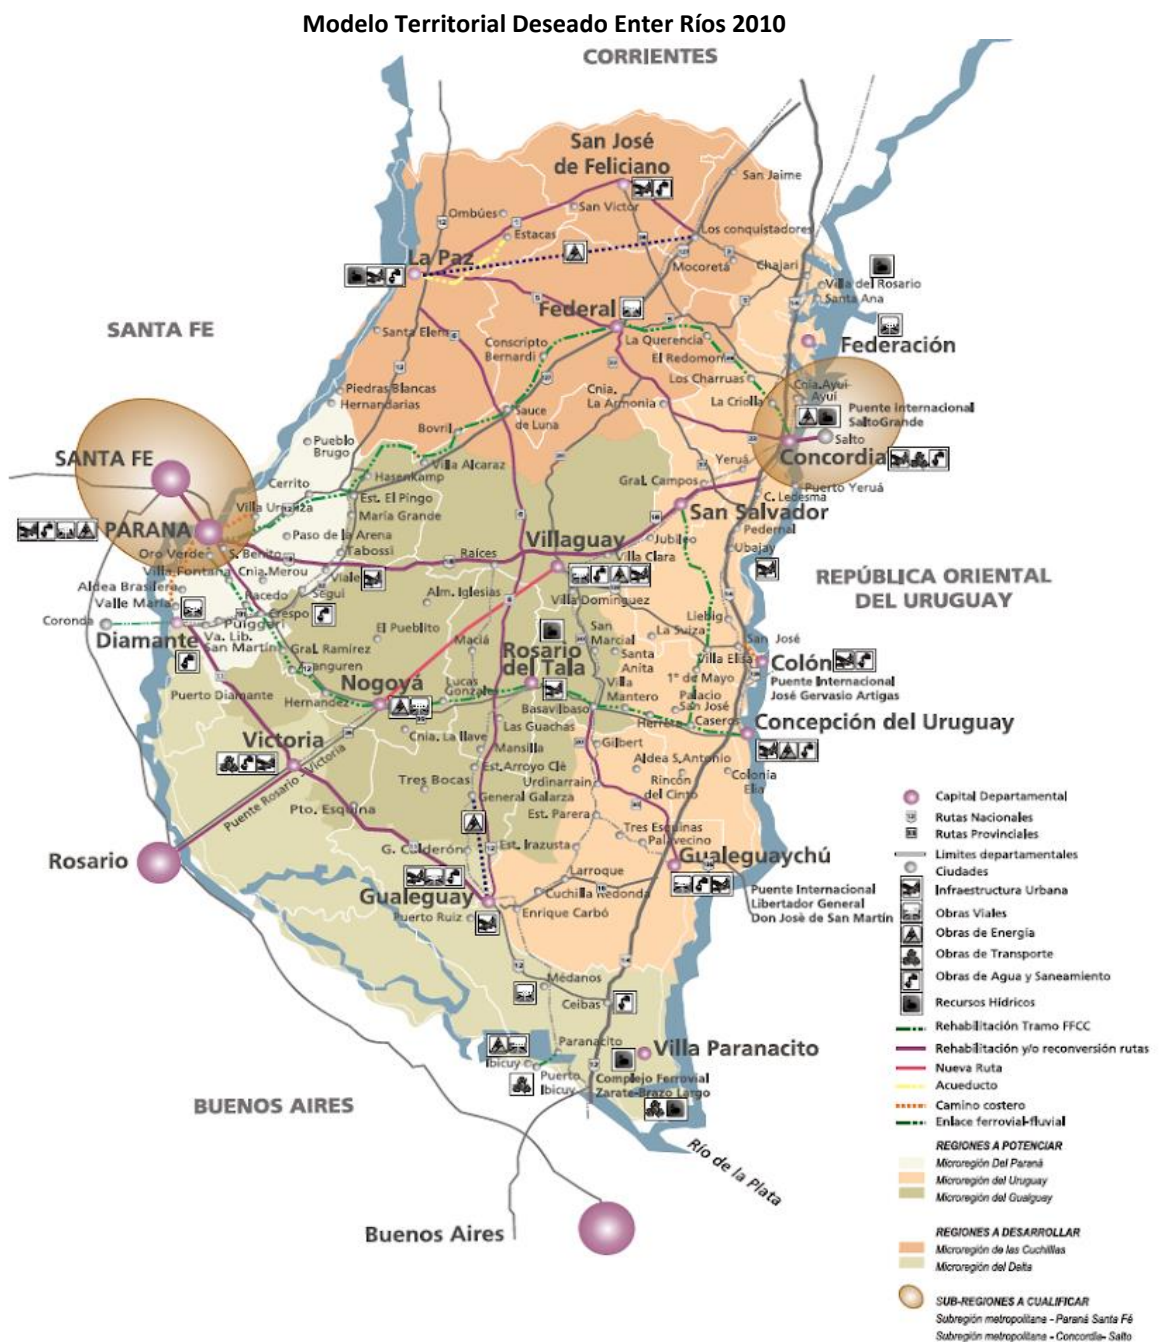 Modelo Territorial Deseado Enter Ríos 2010
CORRIENTES
San José
de Feliciano
San Jaime
Ombúes
San Víctor
Estacas
Los conquistadores
La Paz
Mocoretá
Chajarí
Villa del Rosario
Santa Ana
SANTA FE
Santa Elena
Federal
Conscripto
Bernardi
La Querencia
El Redomon
Federación
Los Charruas
Piedras Blancas
Hernandarias
Cnia.
La Armonia
La Criolla
Cnia. Ayui
Ayui
Puente Internacional
SaltoGrande
Salto
Sauce
de Luna
Bovril
Pueblo
Brugo
Concordia
SANTA FE
Villa Alcaraz
Hasenkamp
Yeruá
Cerrito
Gral. Campos
Puerto Yeruá
Est. El Pingo
C. Ledesma
Villa Urquiza
María Grande
San Salvador
PARANA
Paso de la Arena
Pedernal
Oro Verde
S. Benito
Tabossi
Raíces
Villaguay
Jubileo
Ubajay
Villa Clara
Villa Fontana
Cnia. Merou
Viale
REPÚBLICA ORIENTAL
DEL URUGUAY
Aldea Brasilera
Valle María
Racedo
Segui
Alm. Iglesias
Villa Dominguez
Coronda
Crespo
Puiggari
Liebig
Diamante
Va. Lib.
San Martín
El Pueblito
Maciá
San
Marcial
La Suiza
San José
Gral. Ramirez
Rosario
del Tala
Santa
Anita
Villa Elisa
Colón
Aranguren
1° de Mayo
Puente Internacional
José Gervasio Artigas
Puerto Diamante
Nogoyá
Lucas
Gonzales
Villa
Mantero
Palacio
San José
Hernandez
Basavilbaso
Herrera
Caseros
Concepción del Uruguay
Las Guachas
Victoria
Cnia. La llave
Mansilla
Gilbert
Aldea S. Antonio
Est. Arroyo Clé
Tres Bocas
Urdinarrain
Rincón
del Cinto
Colonia
Elia
Puente Rosario - Victoria
Pto. Esquina
General Galarza
Est. Parera
Tres Esquinas
Palavecino
Rosario
G. Calderón
Est. Irazusta
Gualeguaychú
Larroque
Gualeguay
Cuchilla Redonda
Puente Internacional
Libertador General
Don Josè de San Martín
Puerto Ruiz
Enrique Carbó
Médanos
Ceibas
Paranacito
Villa Paranacito
Ibicuy
Puerto
Ibicuy
Complejo Ferrovial
Zarate-Brazo Largo
BUENOS AIRES
Río de la Plata
Buenos Aires
Capital Departamental
Rutas Nacionales
Rutas Provinciales
Limites departamentales
Ciudades
Infraestructura Urbana
Obras Viales
Obras de Energía
Obras de Transporte
Obras de Agua y Saneamiento
Recursos Hídricos
Rehabilitación Tramo FFCC
Rehabilitación y/o reconversión rutas
Nueva Ruta
Acueducto
Camino costero
Enlace ferrovial-fluvial
REGIONES A POTENCIAR
Microregión Del Paraná
Microregión del Uruguay
Microregión del Gualguay
REGIONES A DESARROLLAR
Microregión de las Cuchilllas
Microregión del Delta
SUB-REGIONES A CUALIFICAR
Subregión metropolitana - Paraná Santa Fé
Subregión metropolitana - Concordia- Salto